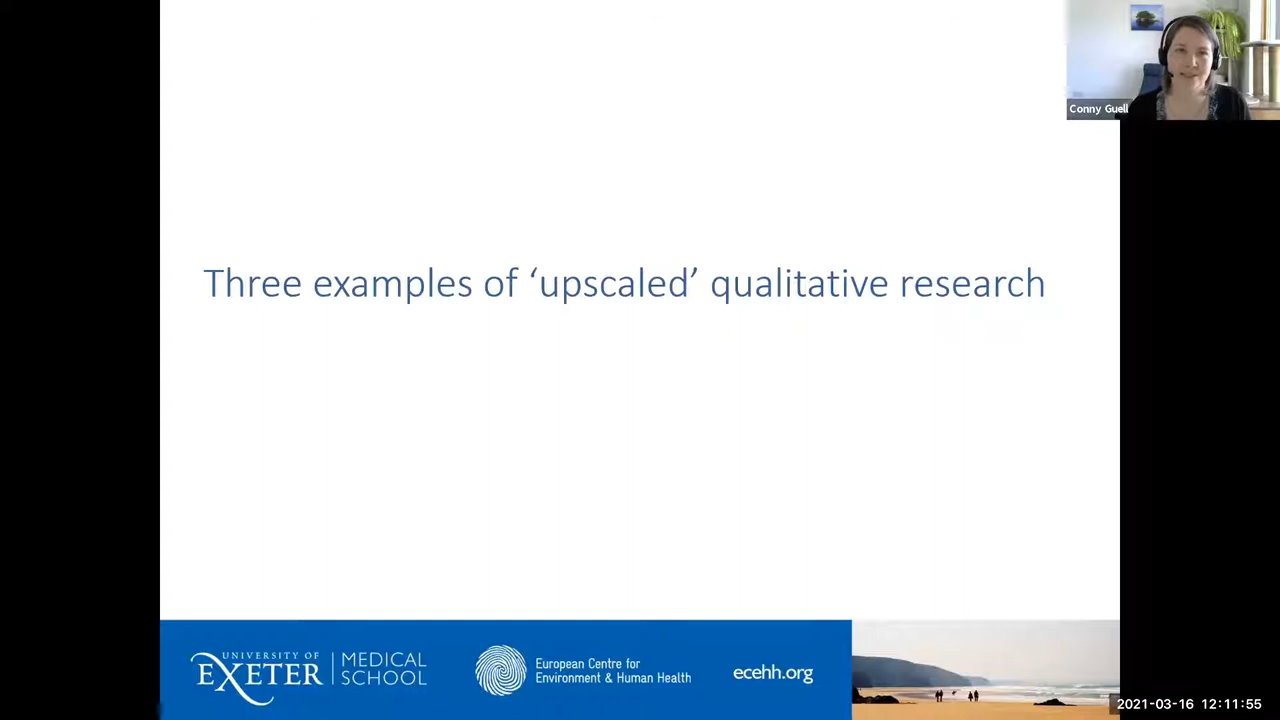 Conny Guell
Three examples of ‘upscaled’ qualitative research
UNIVERSITY OF
EXETER
MEDICAL
SCHOOL
European Centre for
Environment & Human Health
ecehh.org
2021-03-16 12:11:55